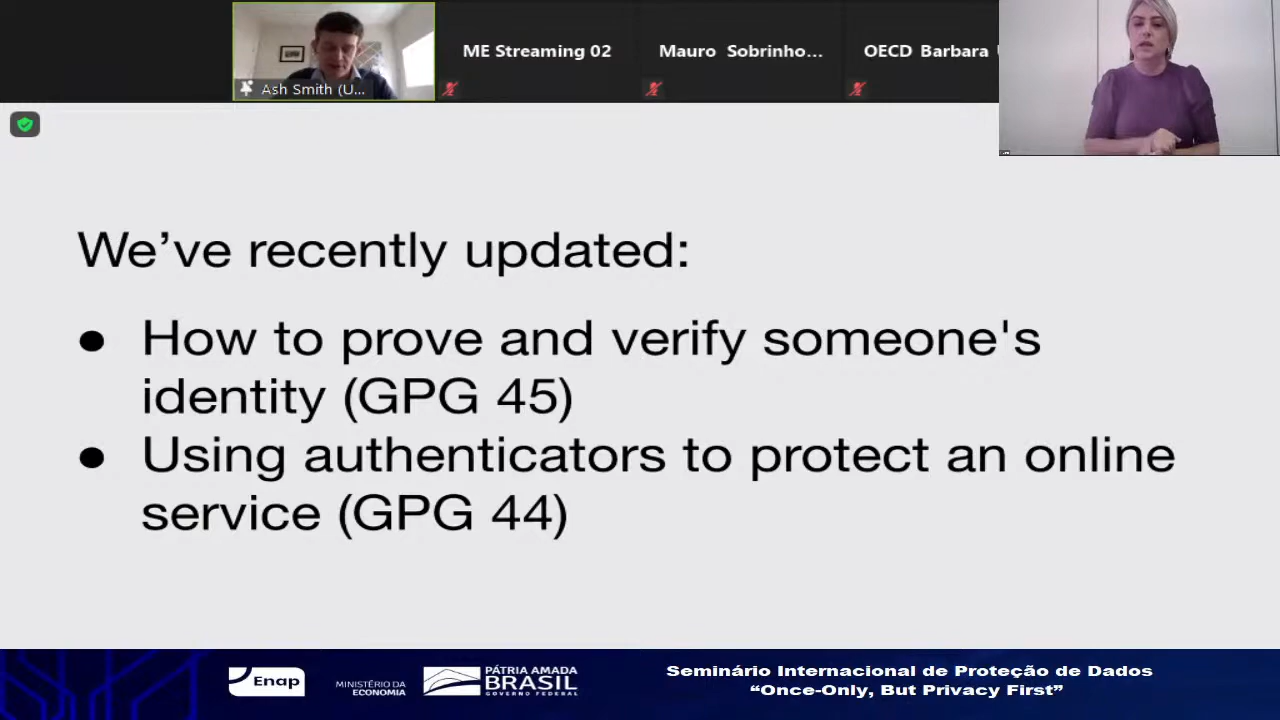 Ash Smith (U...
ME Streaming 02
Mauro Sobrinho...
OECD Barbara
We’ve recently updated:
● How to prove and verify someone's
identity (GPG 45)
● Using authenticators to protect an online
service (GPG 44)
Enap
MINISTÉRIO DA
ECONOMIA
PÁTRIA AMADA
BRASIL
GOVERNO FEDERAL
Seminário Internacional de Proteção de Dados
“Once-Only, But Privacy First”